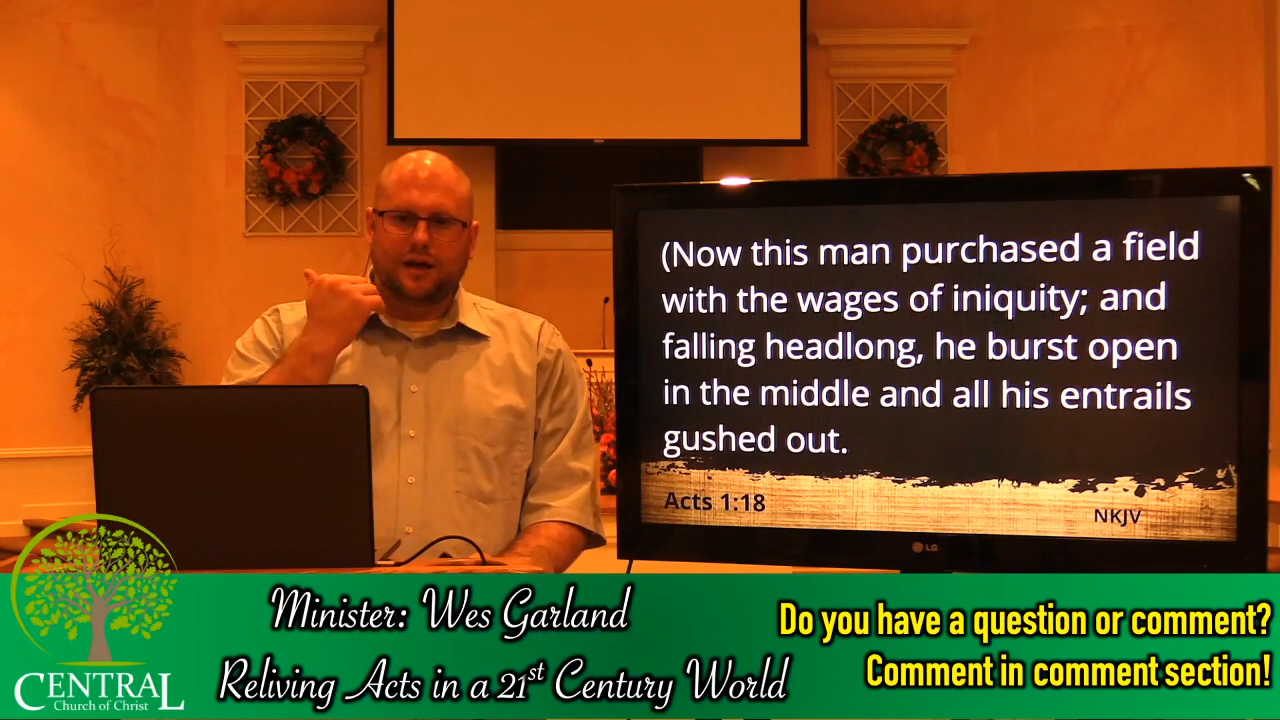 (Now this man purchased a field
with the wages of iniquity; and
falling headlong, he burst open
in the middle and all his entrails
gushed out.
Acts 1:18
NKJV
LG
Minister: Wes Garland
Reliving Acts in a 21st Century World
Do you have a question or comment?
Comment in comment section!
CENTRAL
Church of Christ